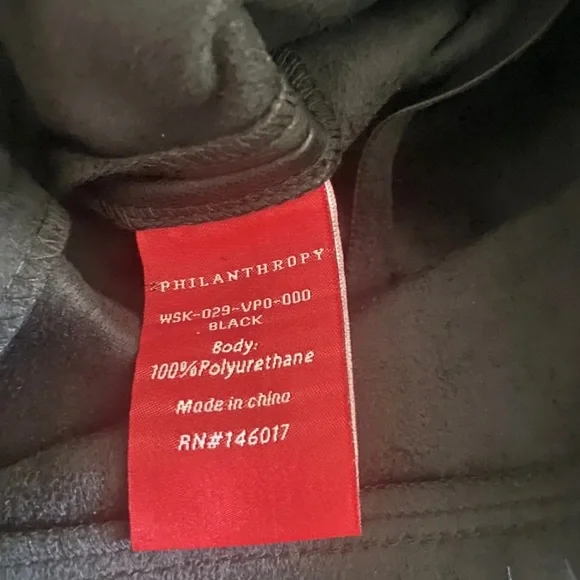 PHILANTHROPY
WSK-029-VP0-000
BLACK
Body:
100%Polyurethane
Made in china
RN#146017